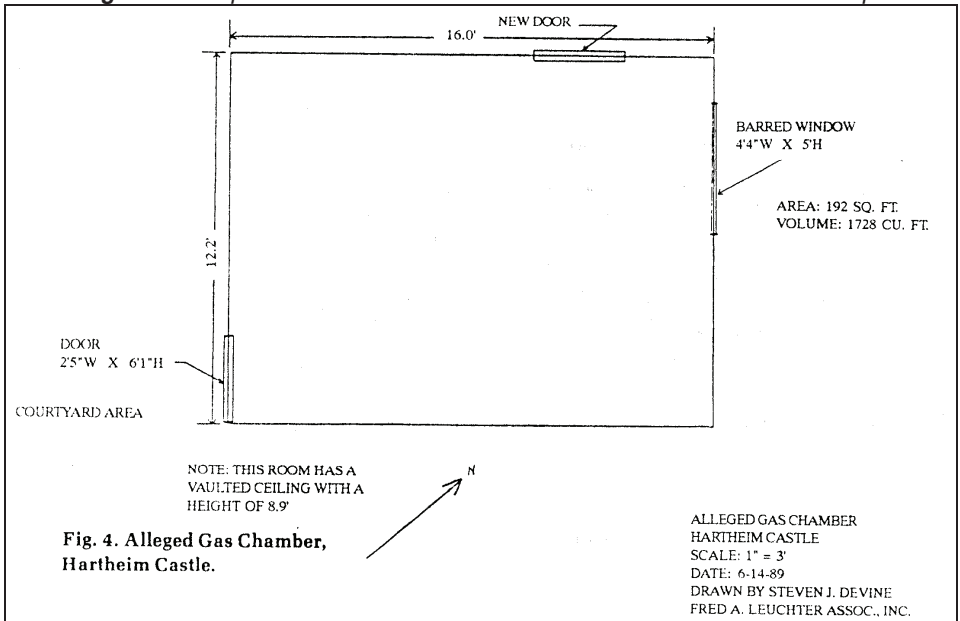 NEW DOOR
16.0'
BARRED WINDOW
4'4"W X 5'H
AREA: 192 SQ. FT.
VOLUME: 1728 CU. FT.
12.2'
DOOR
2'5"W X 6'1"H
COURTYARD AREA
NOTE: THIS ROOM HAS A
VAULTED CEILING WITH A
HEIGHT OF 8.9'
N
Fig. 4. Alleged Gas Chamber,
Hartheim Castle.
ALLEGED GAS CHAMBER
HARTHEIM CASTLE
SCALE: 1" = 3'
DATE: 6-14-89
DRAWN BY STEVEN J. DEVINE
FRED A. LEUCHTER ASSOC., INC.